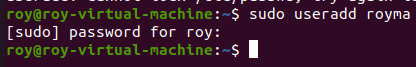 roy@roy-virtual-machine:~$ sudo useradd royma
[sudo] password for roy:
roy@roy-virtual-machine:~$